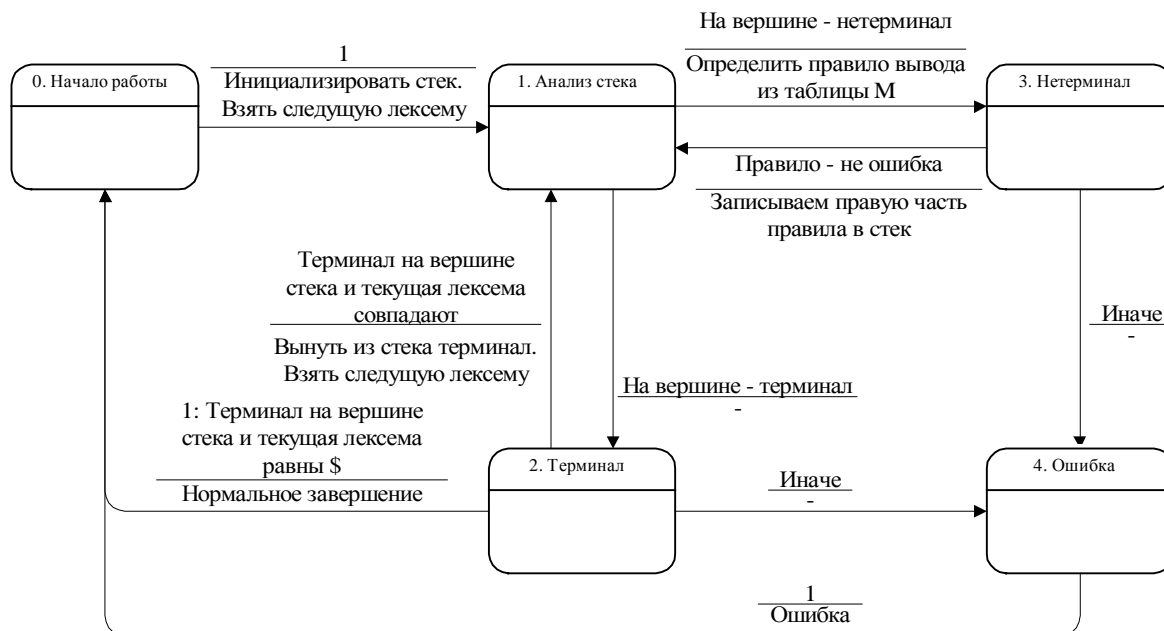 На вершине - нетерминал
Определить правило вывода
из таблицы М
1
Инициализировать стек.
Взять следущую лексему
0. Начало работы
1. Анализ стека
3. Нетерминал
Правило - не ошибка
Записываем правую часть
правила в стек
Терминал на вершине
стека и текущая лексема
совпадают
Вынуть из стека терминал.
Взять следующую лексему
Иначе
-
На вершине - терминал
-
1: Терминал на вершине
стека и текущая лексема
равны $
Нормальное завершение
2. Терминал
Иначе
-
4. Ошибка
1
Ошибка